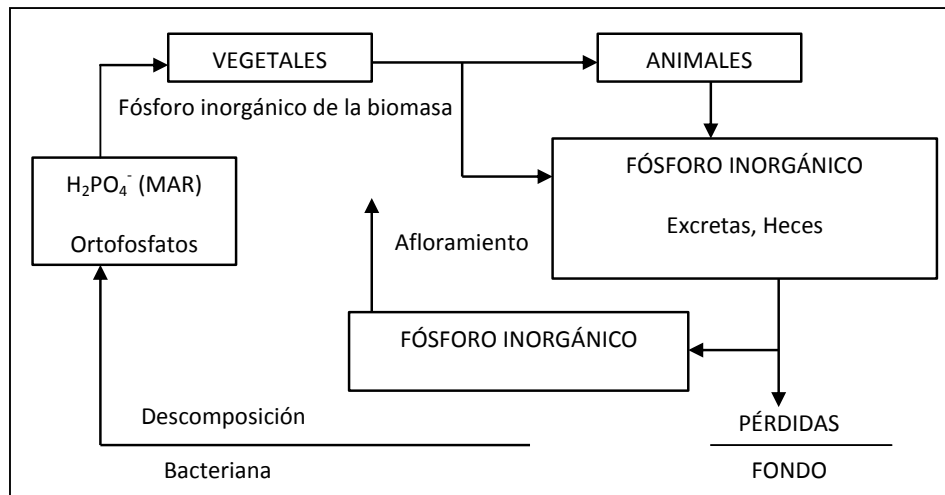 VEGETALES
ANIMALES
Fósforo inorgánico de la biomasa
FÓSFORO INORGÁNICO
Excretas, Heces
H₂PO₄⁻ (MAR)
Ortofosfatos
Afloramiento
FÓSFORO INORGÁNICO
Descomposición
Bacteriana
PÉRDIDAS
FONDO